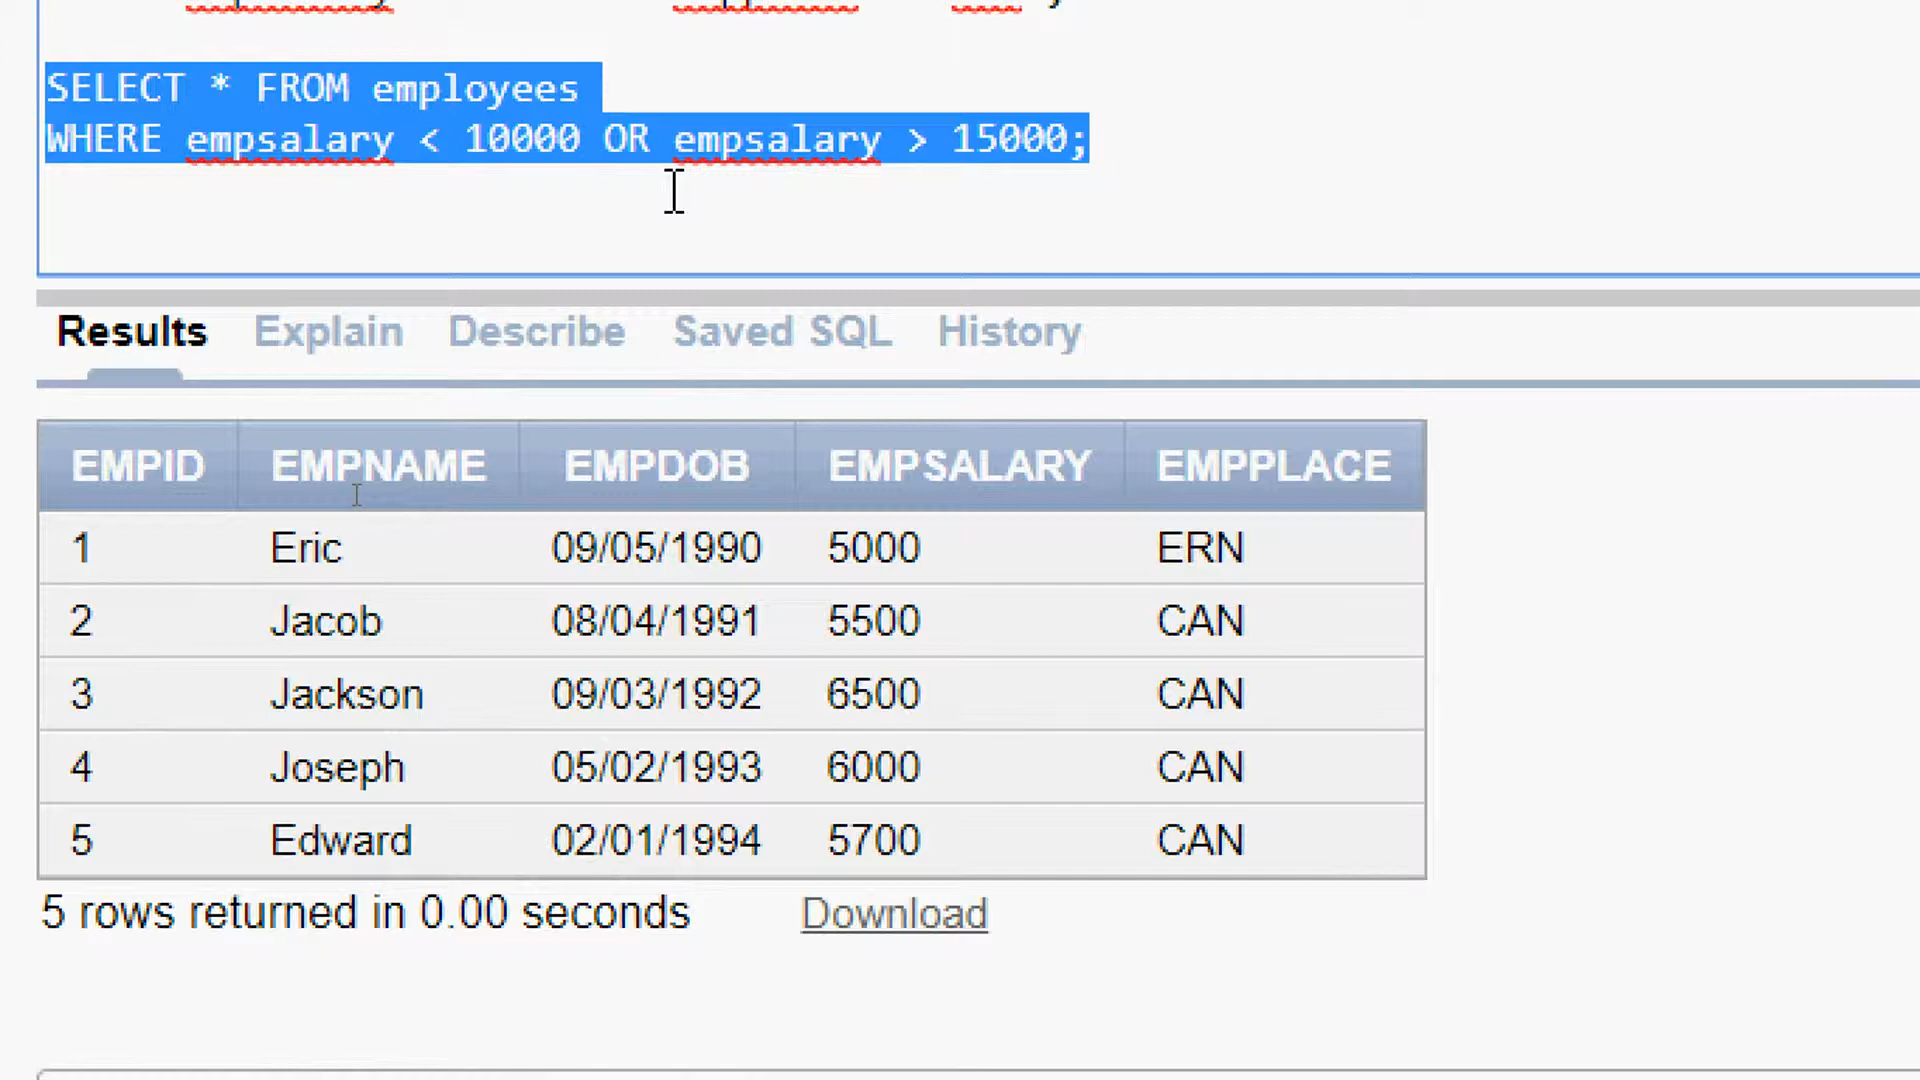 SELECT * FROM employees
WHERE empsalary < 10000 OR empsalary > 15000;
Results Explain Describe Saved SQL History
EMPID EMPNAME EMPDOB EMPSALARY EMPPLACE
1 Eric 09/05/1990 5000 ERN
2 Jacob 08/04/1991 5500 CAN
3 Jackson 09/03/1992 6500 CAN
4 Joseph 05/02/1993 6000 CAN
5 Edward 02/01/1994 5700 CAN
5 rows returned in 0.00 seconds Download